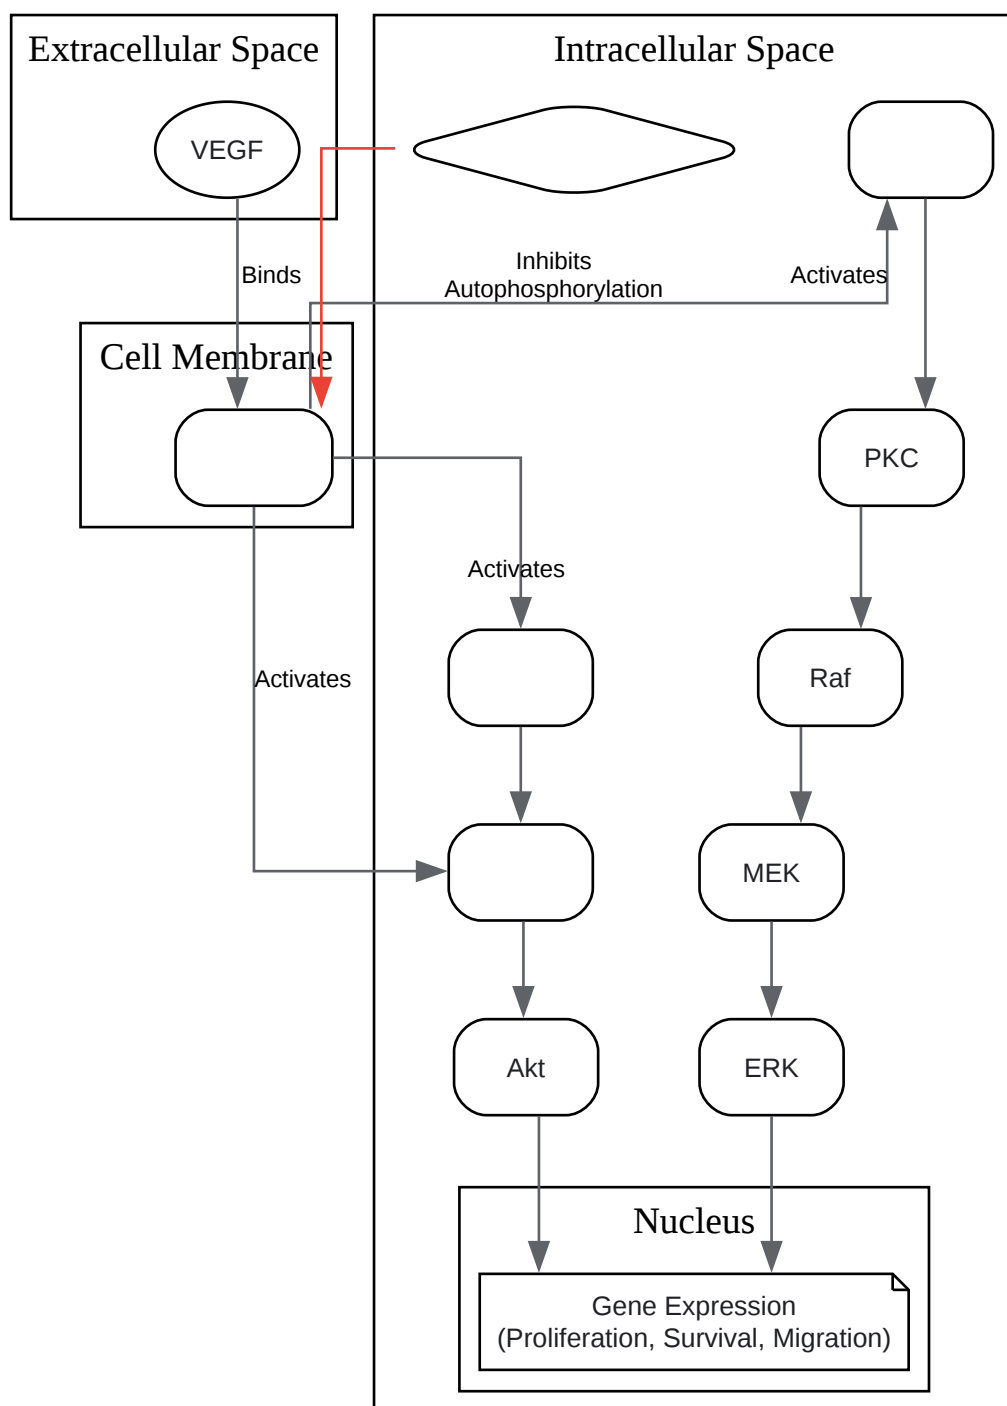 Extracellular Space
Intracellular Space
VEGF
Binds
Inhibits
Autophosphorylation
Activates
Cell Membrane
PKC
Activates
Raf
Activates
MEK
Akt
ERK
Nucleus
Gene Expression
(Proliferation, Survival, Migration)